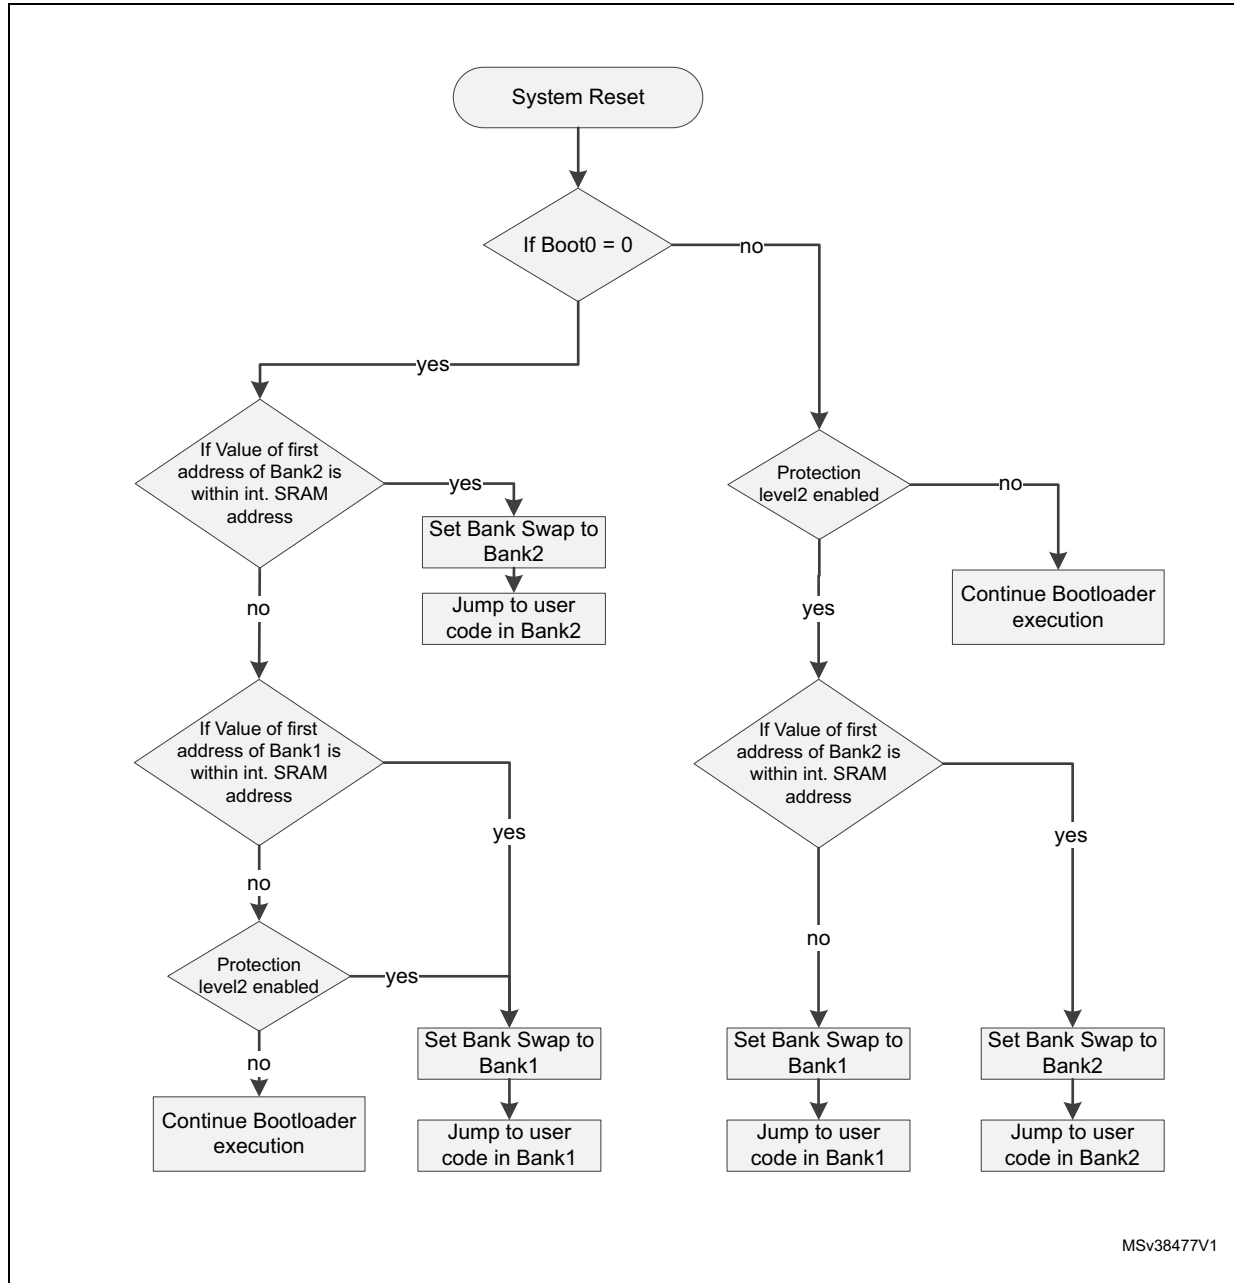 System Reset
If Boot0 = 0
no
yes
If Value of first
address of Bank2 is
within int. SRAM
address
yes
Set Bank Swap to
Bank2
Jump to user
code in Bank2
no
If Value of first
address of Bank1 is
within int. SRAM
address
yes
no
Protection
level2 enabled
yes
no
Continue Bootloader
execution
Set Bank Swap to
Bank1
Jump to user
code in Bank1
Protection
level2 enabled
no
Continue Bootloader
execution
yes
If Value of first
address of Bank2 is
within int. SRAM
address
yes
no
Set Bank Swap to
Bank1
Jump to user
code in Bank1
Set Bank Swap to
Bank2
Jump to user
code in Bank2
MSv38477V1